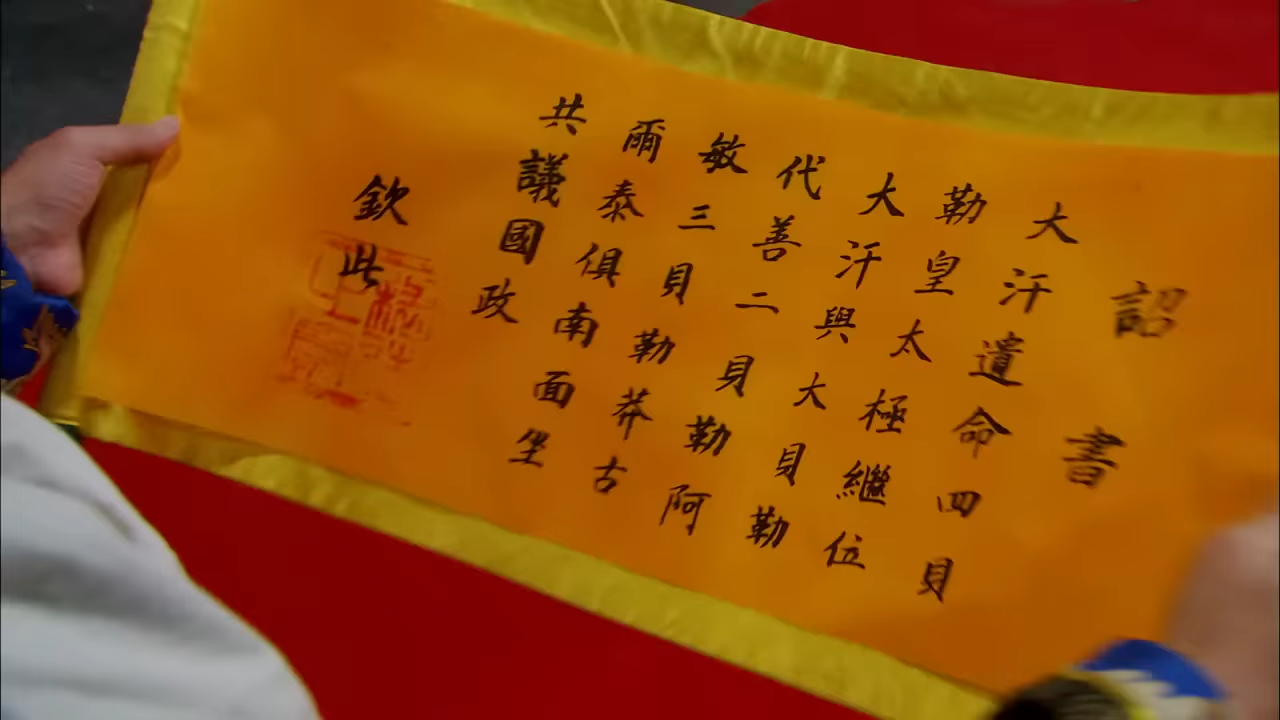 詔書
大汗遺命四貝
勒皇太極繼位
大汗與大貝勒
代善二貝勒阿
敏三貝勒莽古
爾泰俱南面坐
共議國政
欽此